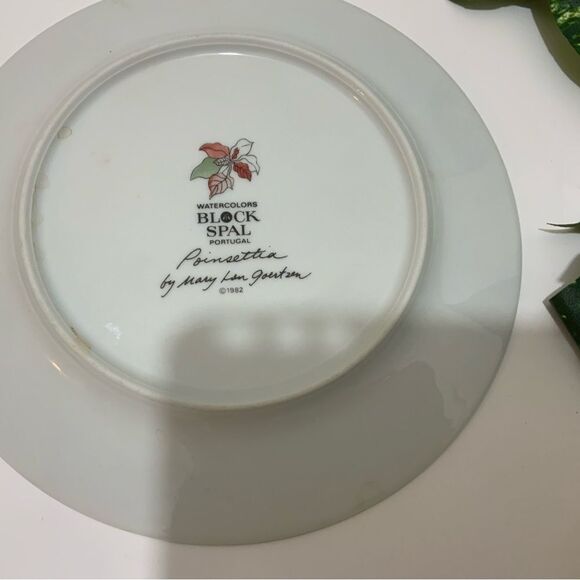 WATERCOLORS
BLOCK
SPAL
PORTUGAL
Poinsettia
by Mary Lou Goertzen
©1982